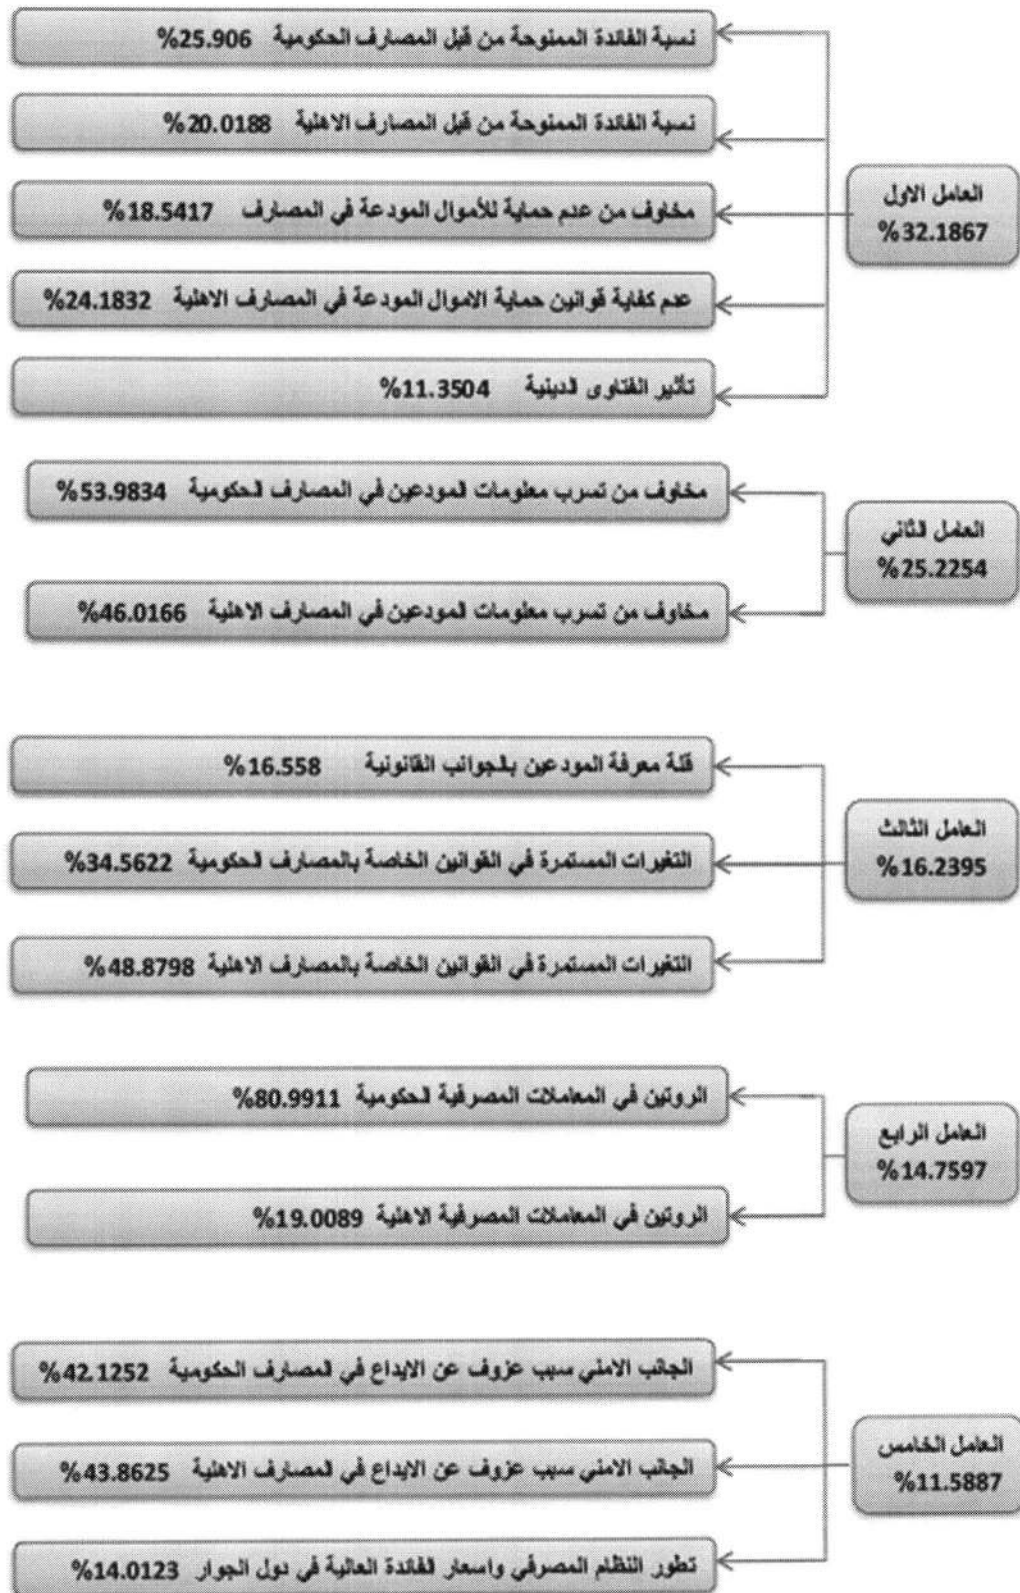 العامل الاول
%32.1867
نسبة الفائدة الممنوحة من قبل المصارف الحكومية %25.906
نسبة الفائدة الممنوحة من قبل المصارف الاهلية %20.0188
مخاوف من عدم حماية للأموال المودعة في المصارف %18.5417
عدم كفاية قوانين حماية الاموال المودعة في المصارف الاهلية %24.1832
تأثير الفتاوى الدينية %11.3504
العامل الثاني
%25.2254
مخاوف من تسرب معلومات المودعين في المصارف الحكومية %53.9834
مخاوف من تسرب معلومات المودعين في المصارف الاهلية %46.0166
العامل الثالث
%16.2395
قلة معرفة المودعين بالجوانب القانونية %16.558
التغيرات المستمرة في القوانين الخاصة بالمصارف الحكومية %34.5622
التغيرات المستمرة في القوانين الخاصة بالمصارف الاهلية %48.8798
العامل الرابع
%14.7597
الروتين في المعاملات المصرفية الحكومية %80.9911
الروتين في المعاملات المصرفية الاهلية %19.0089
العامل الخامس
%11.5887
الجانب الامني سبب عزوف عن الايداع في المصارف الحكومية %42.1252
الجانب الامني سبب عزوف عن الايداع في المصارف الاهلية %43.8625
تطور النظام المصرفي واسعار الفائدة العالية في دول الجوار %14.0123